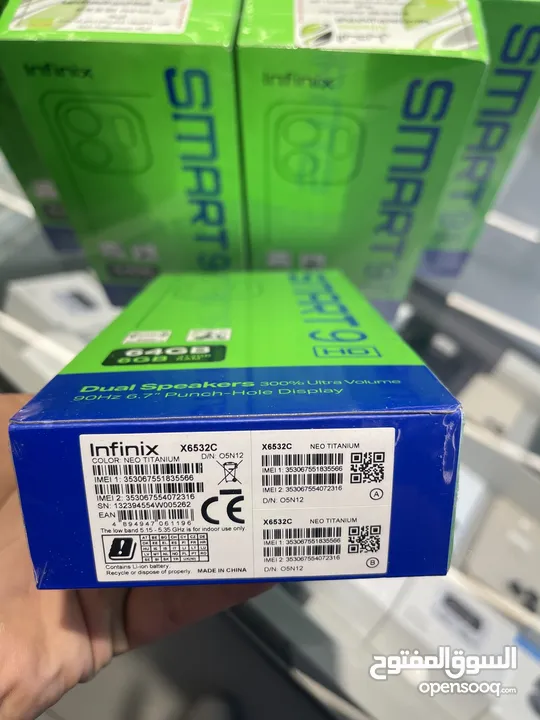 Infinix
SMART 9
Infinix
SMART 9
SMART 9
HD
64GB
6GB
Dual Speakers 300% Ultra Volume
90Hz 6.7" Punch-Hole Display
Infinix X6532C
COLOR: NEO TITANIUM D/N: O5N12
IMEI 1: 353067551835566
IMEI 2: 353067554072316
SN: 132394554W005262
EAN
4 894947 061196
The low band 5.15 - 5.35 GHz is for indoor use only
Contains Li-ion battery.
Recycle or dispose of properly.
MADE IN CHINA
X6532C NEO TITANIUM
IMEI 1: 353067551835566
IMEI 2: 353067554072316
D/N: O5N12
A
X6532C NEO TITANIUM
IMEI 1: 353067551835566
IMEI 2: 353067554072316
D/N: O5N12
B
السوق المفتوح
opensooq.com